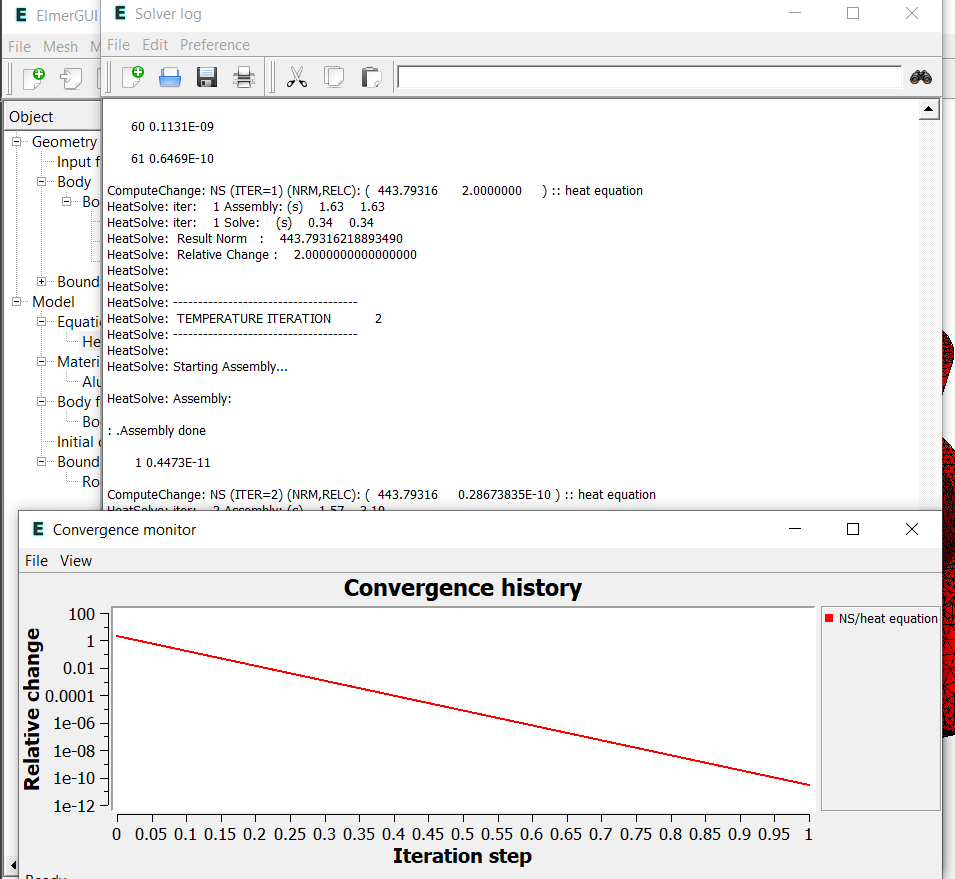 ElmerGUI
Solver log
File Mesh M
File Edit Preference
Object
Geometry
Input f
Body
Bo
Bound
Model
Equati
He
Materi
Alu
Body f
Bo
Initial
Bound
Ro
60 0.1131E-09
61 0.6469E-10
ComputeChange: NS (ITER=1) (NRM,RELC): ( 443.79316 2.0000000 ) :: heat equation
HeatSolve: iter: 1 Assembly: (s) 1.63 1.63
HeatSolve: iter: 1 Solve: (s) 0.34 0.34
HeatSolve: Result Norm : 443.79316218893490
HeatSolve: Relative Change : 2.0000000000000000
HeatSolve:
HeatSolve:
HeatSolve: -------------------------------------
HeatSolve: TEMPERATURE ITERATION 2
HeatSolve: -------------------------------------
HeatSolve:
HeatSolve: Starting Assembly...
HeatSolve: Assembly:
: .Assembly done
1 0.4473E-11
ComputeChange: NS (ITER=2) (NRM,RELC): ( 443.79316 0.28673835E-10 ) :: heat equation
HeatSolve: iter: 2 Assembly: (s) 1.57 3.19
Convergence monitor
File View
Convergence history
Relative change
100
1
0.01
0.0001
1e-06
1e-08
1e-10
1e-12
0 0.05 0.1 0.15 0.2 0.25 0.3 0.35 0.4 0.45 0.5 0.55 0.6 0.65 0.7 0.75 0.8 0.85 0.9 0.95 1
Iteration step
NS/heat equation
Ready